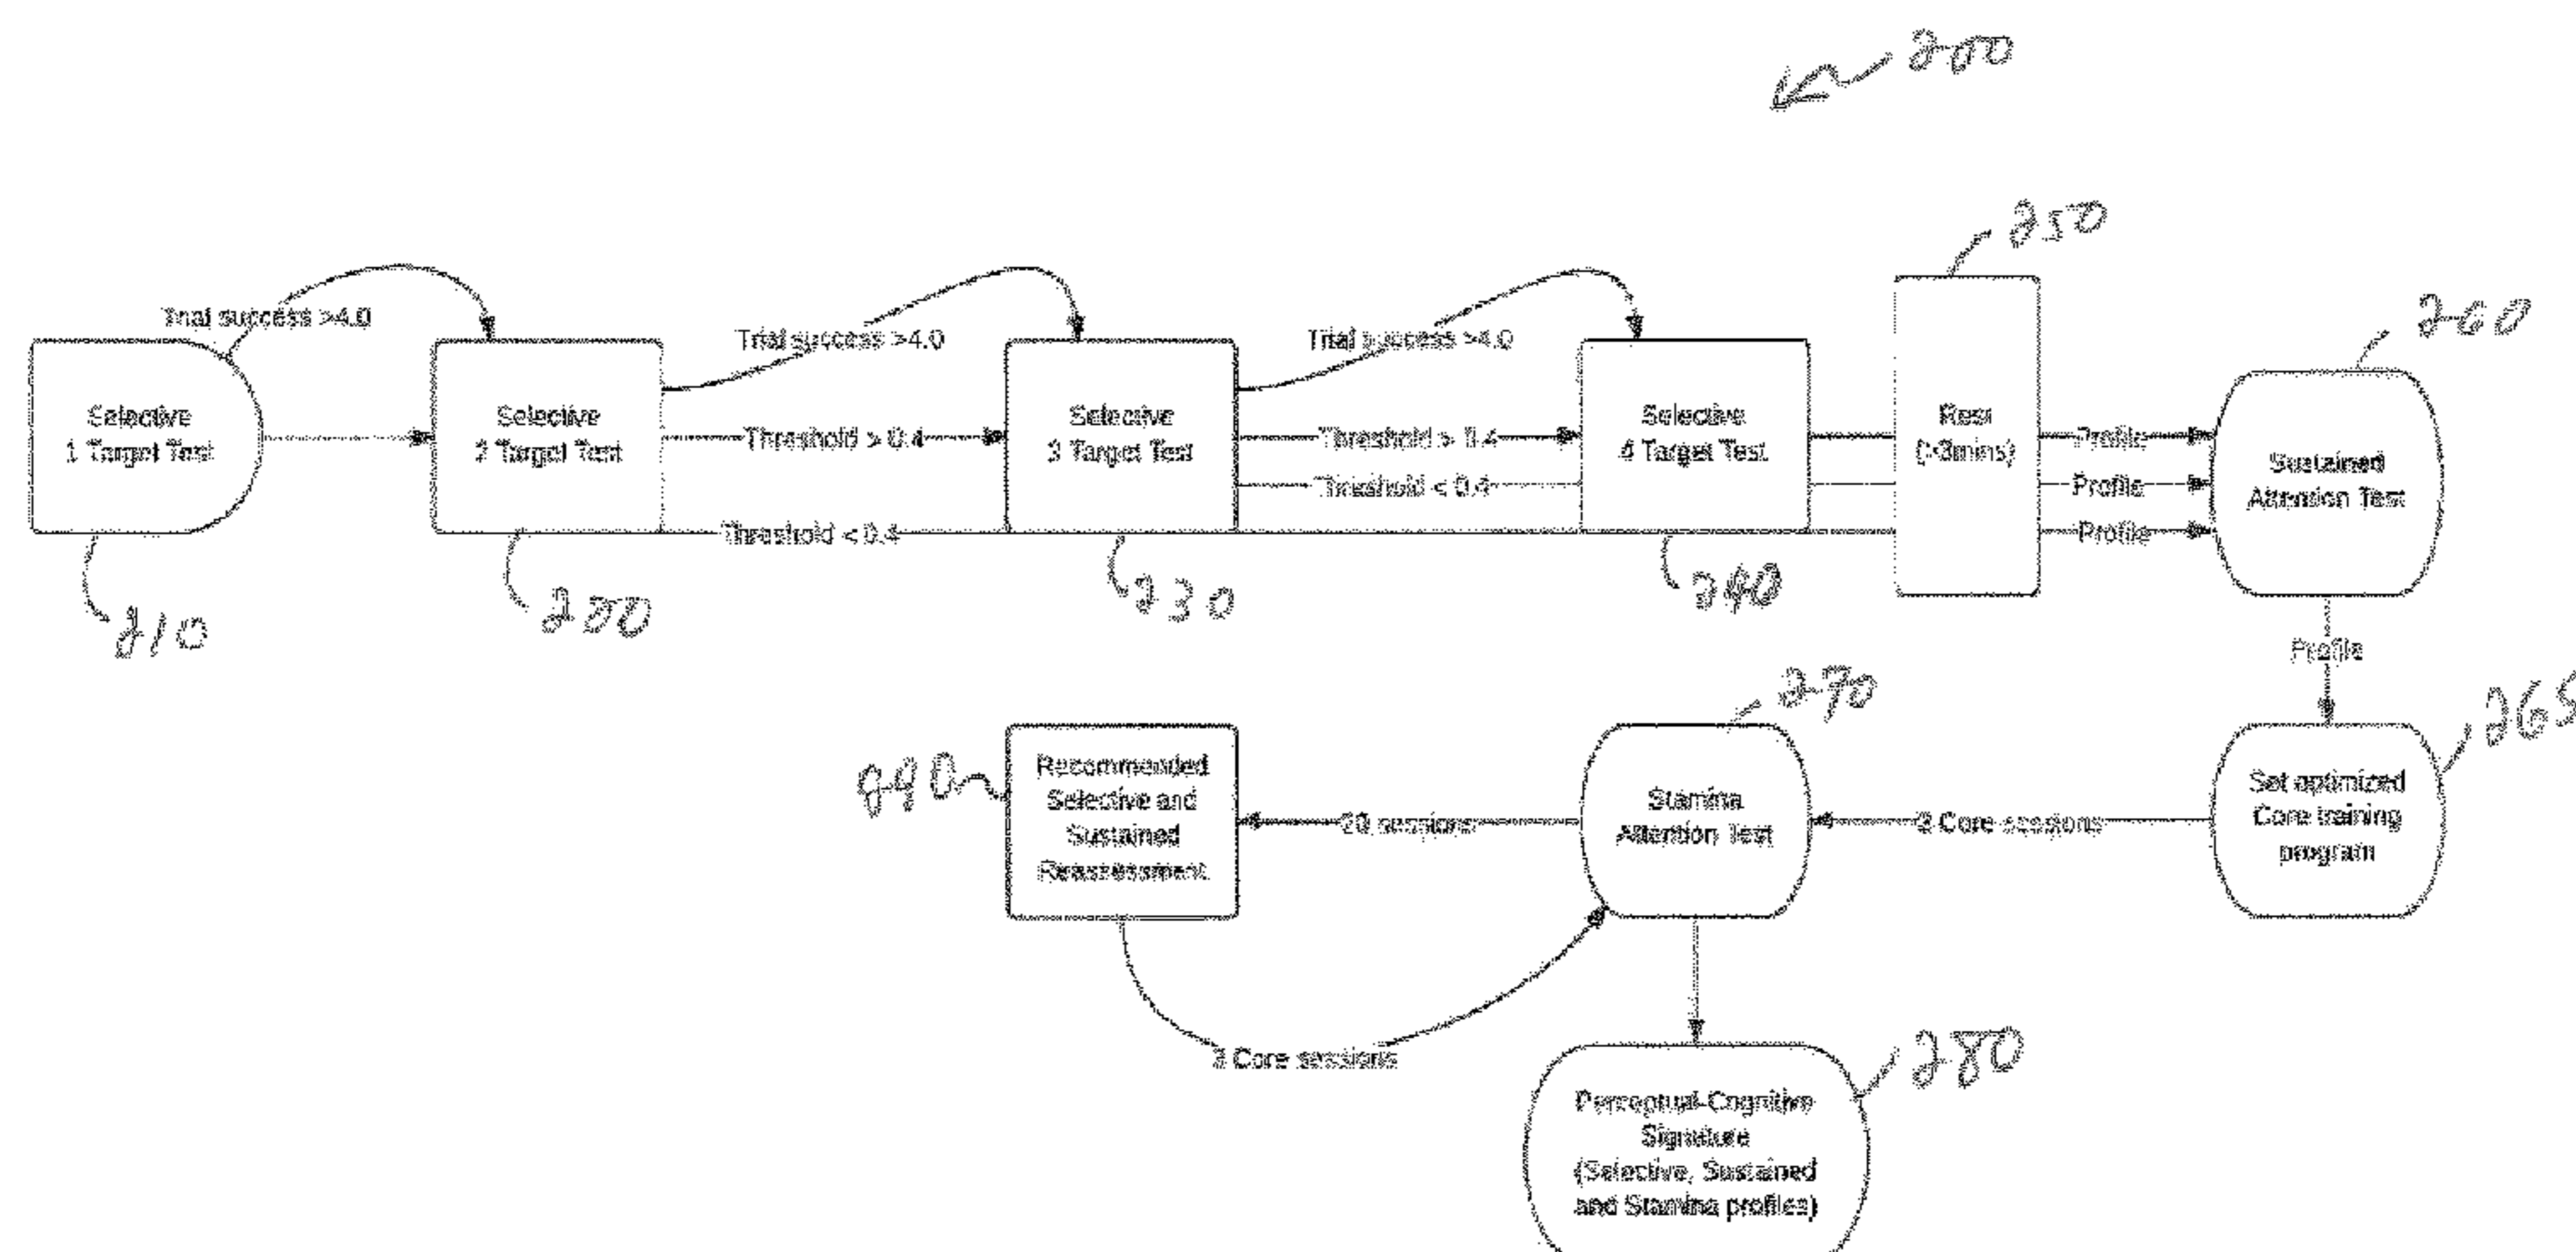 200
250
260
Trial success >4.0
Trial success >4.0
Trial success >4.0
Selective
1 Target Test
Selective
2 Target Test
Threshold > 0.4
Threshold < 0.4
Selective
3 Target Test
Threshold > 0.4
Threshold < 0.4
Selective
4 Target Test
Rest
(>3mins)
Profile
Profile
Profile
Sustained
Attention Test
210
220
230
240
Profile
270
265
290
Recommended
Selective and
Sustained
Reassessment
20 sessions
Stamina
Attention Test
Core sessions
Set optimized
Core training
program
3 Core sessions
280
Perceptual-Cognitive
Signature
(Selective, Sustained
and Stamina profiles)